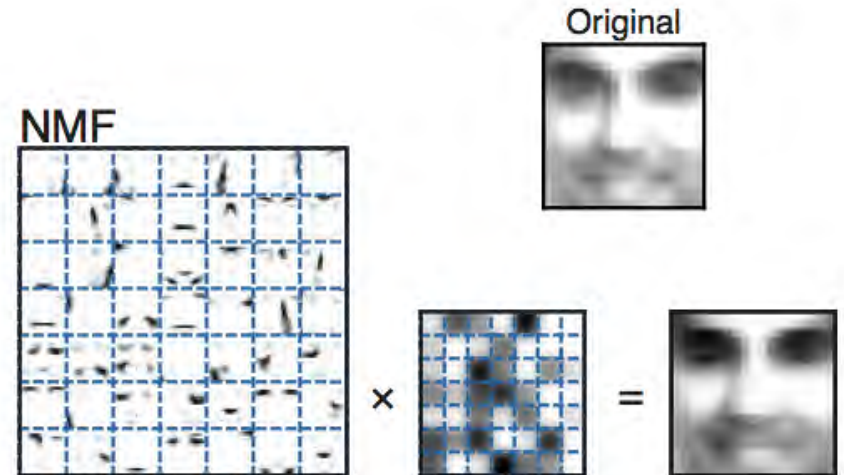 Original
NMF
×
=